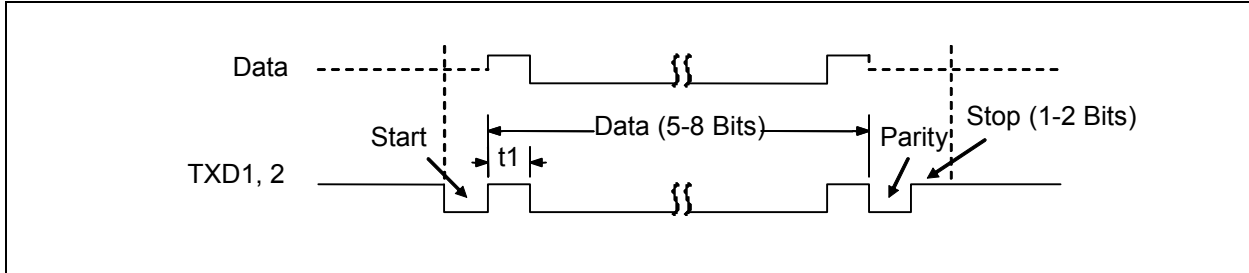 Data
Data (5-8 Bits)
Stop (1-2 Bits)
Start
Parity
t1
TXD1, 2